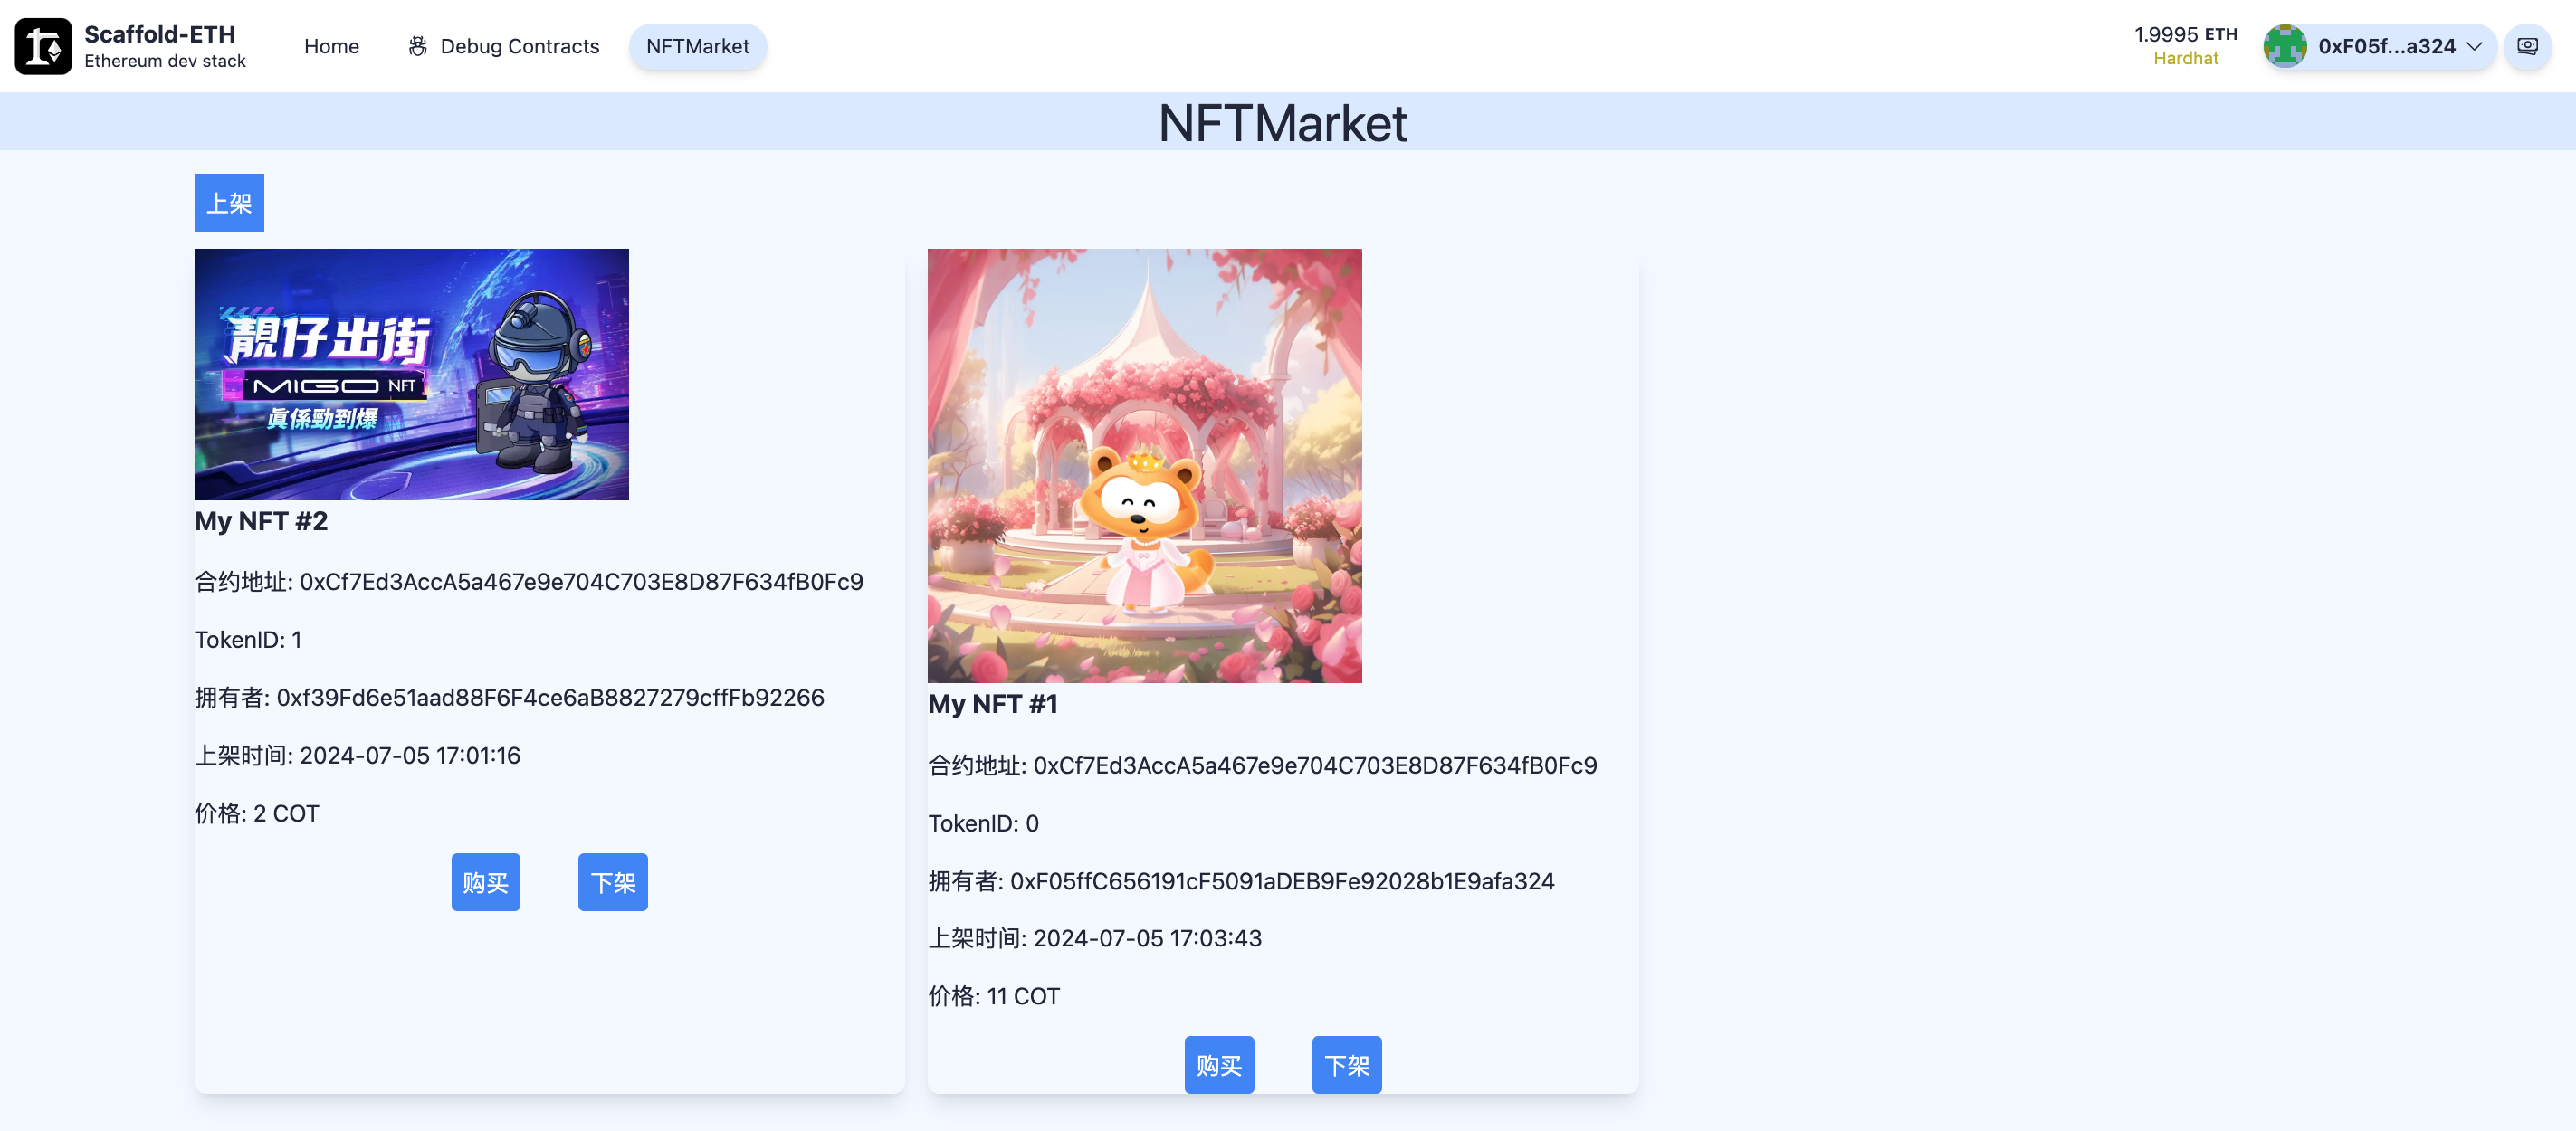 Scaffold-ETH
Ethereum dev stack
Home
Debug Contracts
NFTMarket
1.9995 ETH
Hardhat
0xF05f...a324
NFTMarket
上架
靚仔出街
MIGO NFT
真係勁到爆
My NFT #2
合约地址: 0xCf7Ed3AccA5a467e9e704C703E8D87F634fB0Fc9
TokenID: 1
拥有者: 0xf39Fd6e51aad88F6F4ce6aB8827279cffFb92266
上架时间: 2024-07-05 17:01:16
价格: 2 COT
购买
下架
My NFT #1
合约地址: 0xCf7Ed3AccA5a467e9e704C703E8D87F634fB0Fc9
TokenID: 0
拥有者: 0xF05ffC656191cF5091aDEB9Fe92028b1E9afa324
上架时间: 2024-07-05 17:03:43
价格: 11 COT
购买
下架